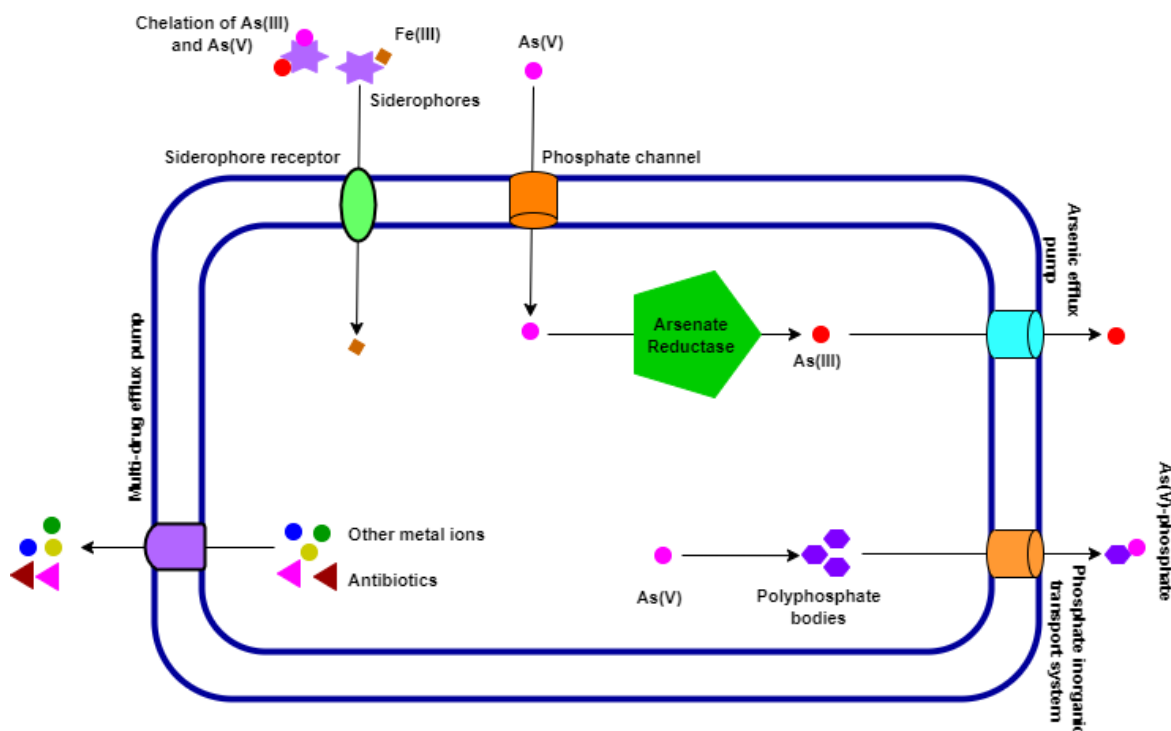 Chelation of As(III)
and As(V)
Fe(III)
As(V)
Siderophores
Siderophore receptor
Phosphate channel
Arsenic efflux
pump
Arsenate
Reductase
As(III)
Multi-drug efflux pump
Other metal ions
Antibiotics
As(V)
Polyphosphate
bodies
Phosphate inorganic
transport system
As(V)-phosphate